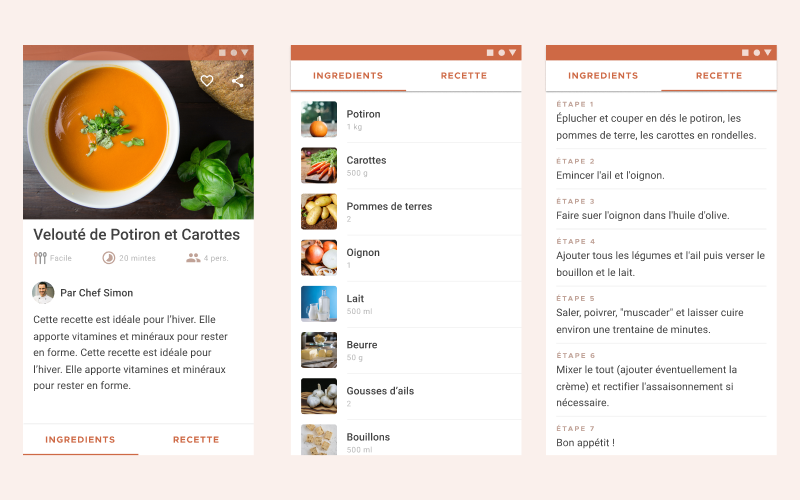 Velouté de Potiron et Carottes
Facile
20 mintes
4 pers.
Par Chef Simon
Cette recette est idéale pour l'hiver. Elle
apporte vitamines et minéraux pour rester
en forme. Cette recette est idéale pour
l'hiver. Elle apporte vitamines et minéraux
pour rester en forme.
INGREDIENTS
RECETTE
INGREDIENTS
RECETTE
Potiron
1 kg
Carottes
500 g
Pommes de terres
2
Oignon
1
Lait
500 ml
Beurre
50 g
Gousses d'ails
2
Bouillons
500 ml
INGREDIENTS
RECETTE
ÉTAPE 1
Éplucher et couper en dés le potiron, les
pommes de terre, les carottes en rondelles.
ÉTAPE 2
Emincer l'ail et l'oignon.
ÉTAPE 3
Faire suer l'oignon dans l'huile d'olive.
ÉTAPE 4
Ajouter tous les légumes et l'ail puis verser le
bouillon et le lait.
ÉTAPE 5
Saler, poivrer, "muscader" et laisser cuire
environ une trentaine de minutes.
ÉTAPE 6
Mixer le tout (ajouter éventuellement la
crème) et rectifier l'assaisonnement si
nécessaire.
ÉTAPE 7
Bon appétit !